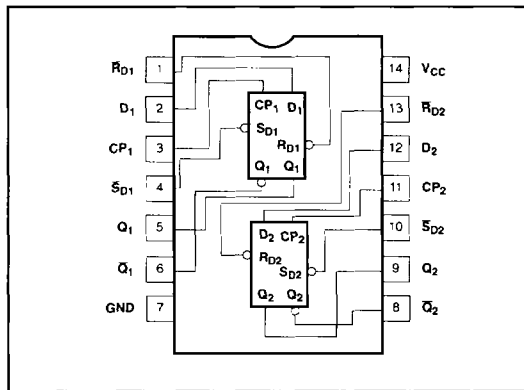 R̄D1 1
D1 2
CP1 3
S̄D1 4
Q1 5
Q̄1 6
GND 7
CP1 D1
SD1
RD1
Q1 Q1
D2 CP2
RD2
SD2
Q2 Q2
14 VCC
13 R̄D2
12 D2
11 CP2
10 S̄D2
9 Q2
8 Q̄2